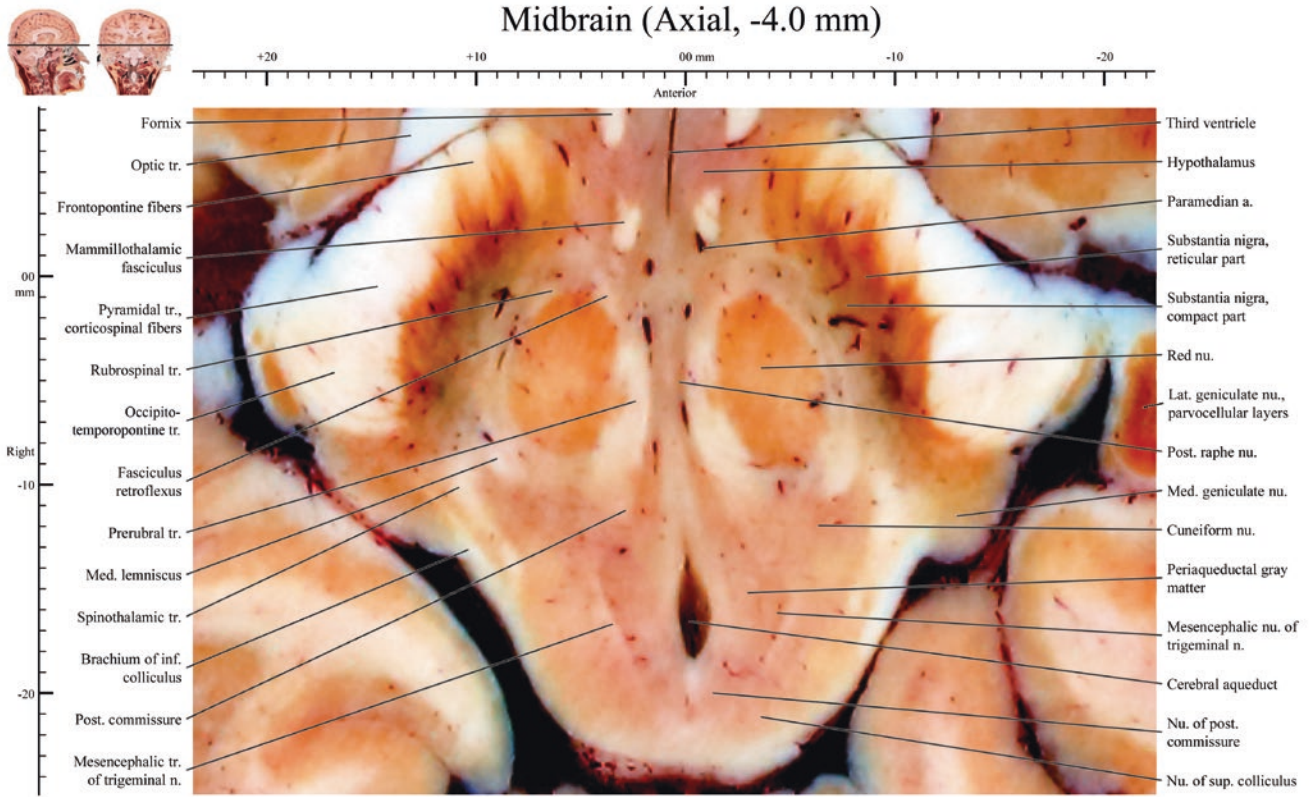 Midbrain (Axial, -4.0 mm)
+20
+10
00 mm
-10
-20
Anterior
Fornix
Optic tr.
Frontopontine fibers
Mammillothalamic
fasciculus
Pyramidal tr.,
corticospinal fibers
Rubrospinal tr.
Occipito-
temporopontine tr.
Fasciculus
retroflexus
Prerubral tr.
Med. lemniscus
Spinothalamic tr.
Brachium of inf.
colliculus
Post. commissure
Mesencephalic tr.
of trigeminal n.
00
mm
Right
-10
-20
Third ventricle
Hypothalamus
Paramedian a.
Substantia nigra,
reticular part
Substantia nigra,
compact part
Red nu.
Lat. geniculate nu.,
parvocellular layers
Post. raphe nu.
Med. geniculate nu.
Cuneiform nu.
Periaqueductal gray
matter
Mesencephalic nu. of
trigeminal n.
Cerebral aqueduct
Nu. of post.
commissure
Nu. of sup. colliculus